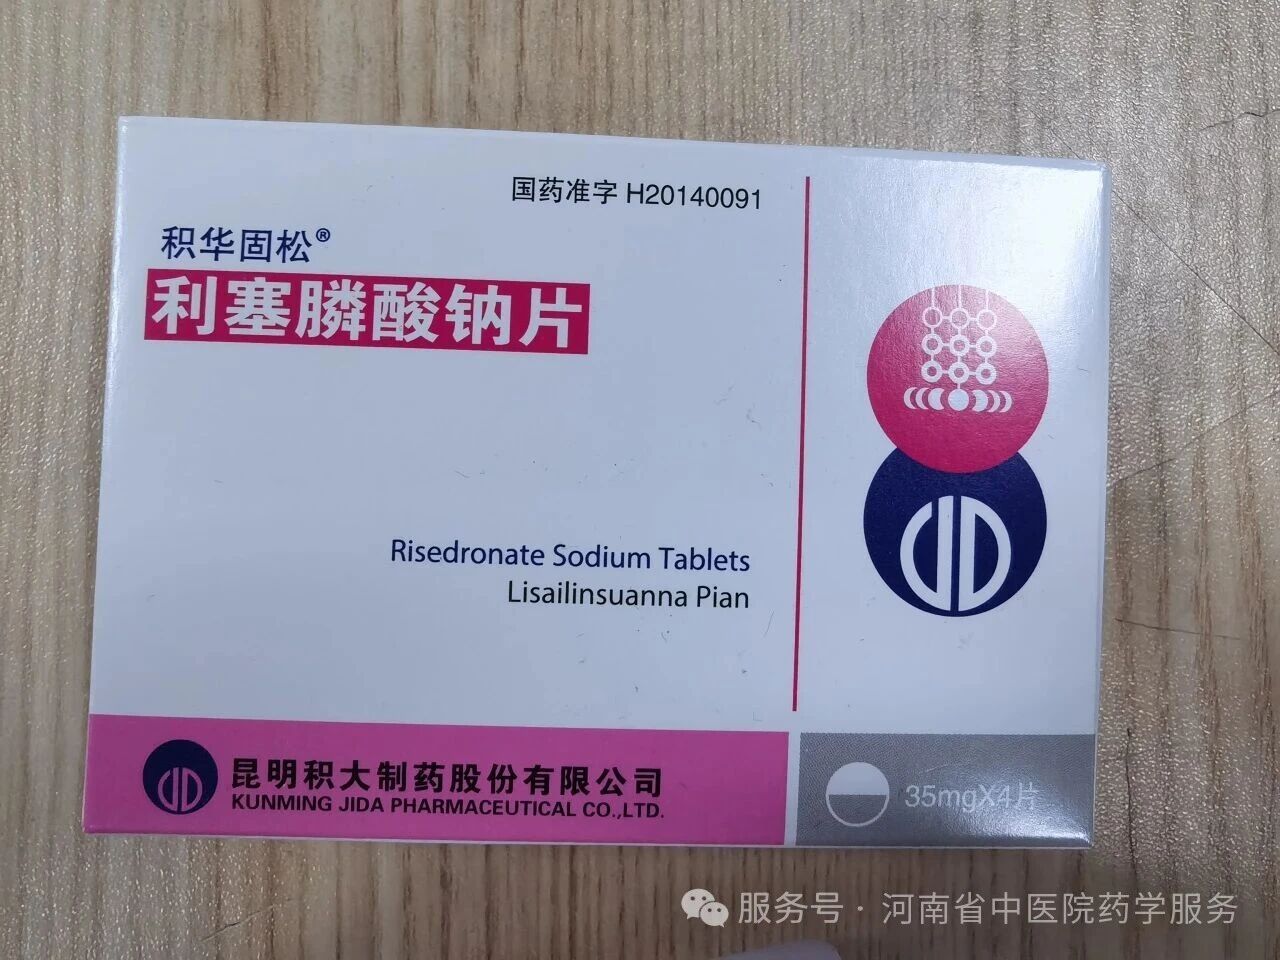 国药准字 H20140091
积华固松®
利塞膦酸钠片
Risedronate Sodium Tablets
Lisailinsuanna Pian
昆明积大制药股份有限公司
KUNMING JIDA PHARMACEUTICAL CO.,LTD.
35mgX4片
服务号 · 河南省中医院药学服务